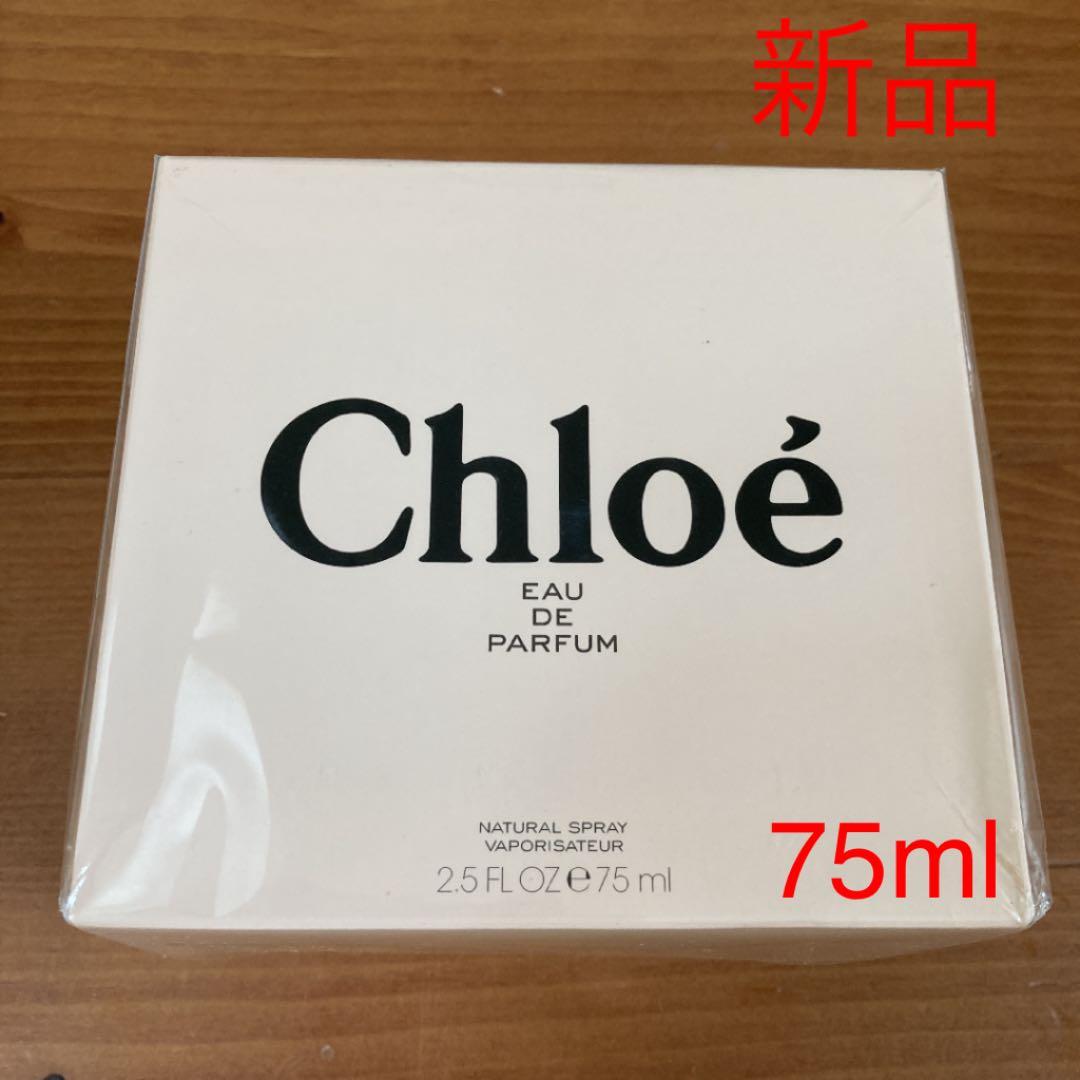 新品
Chloé
EAU
DE
PARFUM
NATURAL SPRAY
VAPORISATEUR
2.5 FL OZ ℮ 75 ml
75ml